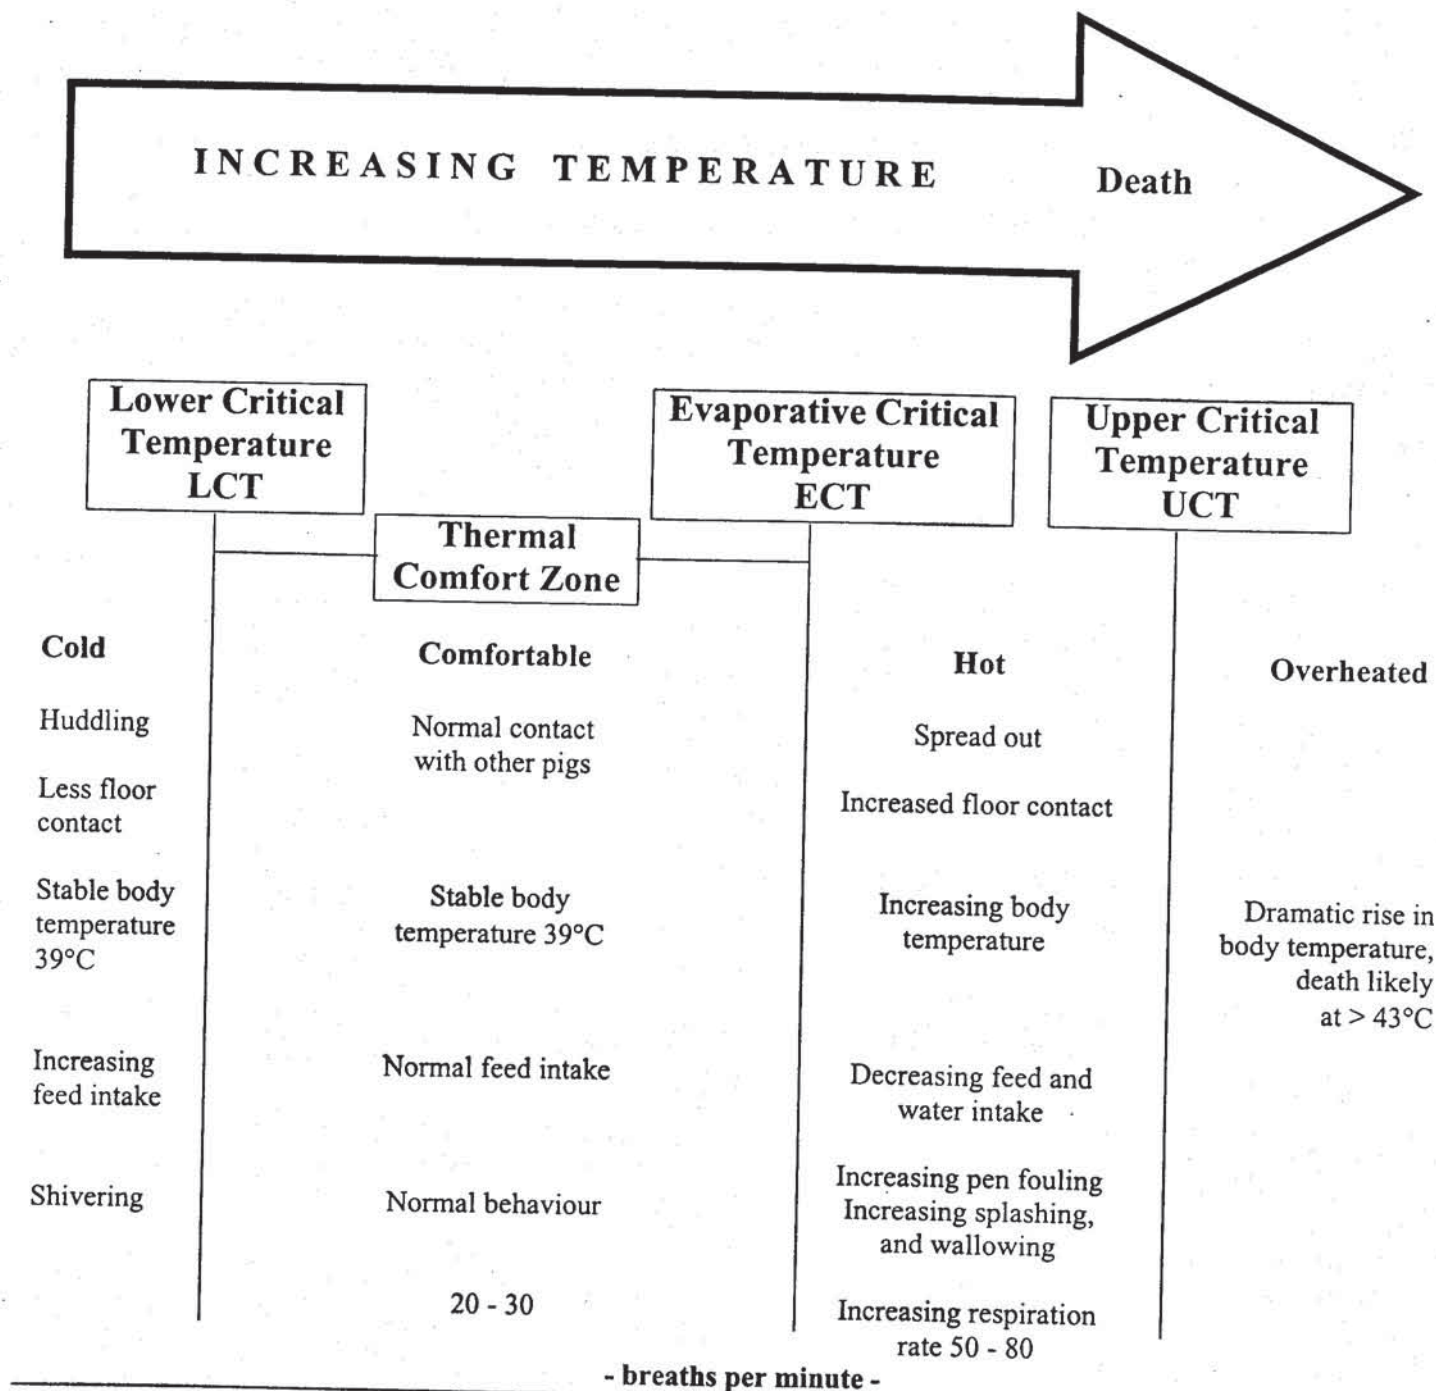 INCREASING TEMPERATURE
Death
Lower Critical
Temperature
LCT
Evaporative Critical
Temperature
ECT
Upper Critical
Temperature
UCT
Thermal
Comfort Zone
Cold
Comfortable
Hot
Overheated
Huddling
Normal contact
with other pigs
Spread out
Less floor
contact
Increased floor contact
Stable body
temperature
39°C
Stable body
temperature 39°C
Increasing body
temperature
Dramatic rise in
body temperature,
death likely
at > 43°C
Increasing
feed intake
Normal feed intake
Decreasing feed and
water intake
Shivering
Normal behaviour
Increasing pen fouling
Increasing splashing,
and wallowing
20 - 30
Increasing respiration
rate 50 - 80
- breaths per minute -